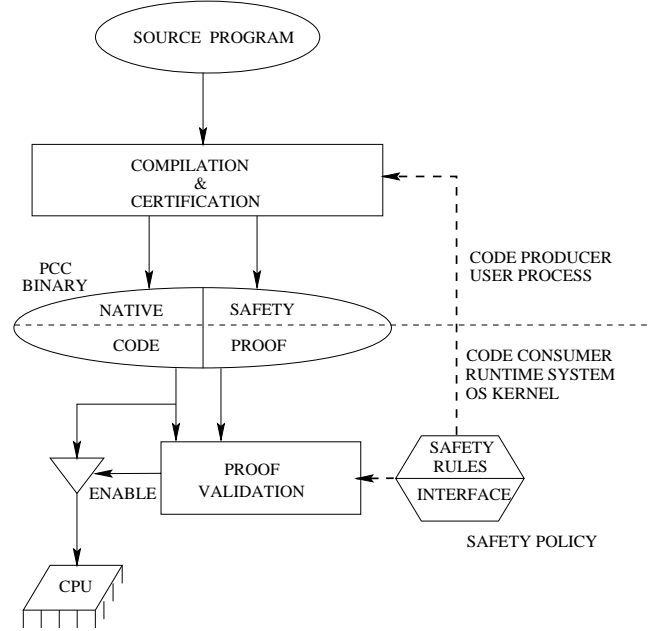 SOURCE PROGRAM
COMPILATION
&
CERTIFICATION
CODE PRODUCER
USER PROCESS
PCC
BINARY
NATIVE
SAFETY
CODE
PROOF
CODE CONSUMER
RUNTIME SYSTEM
OS KERNEL
SAFETY
RULES
INTERFACE
PROOF
VALIDATION
ENABLE
SAFETY POLICY
CPU